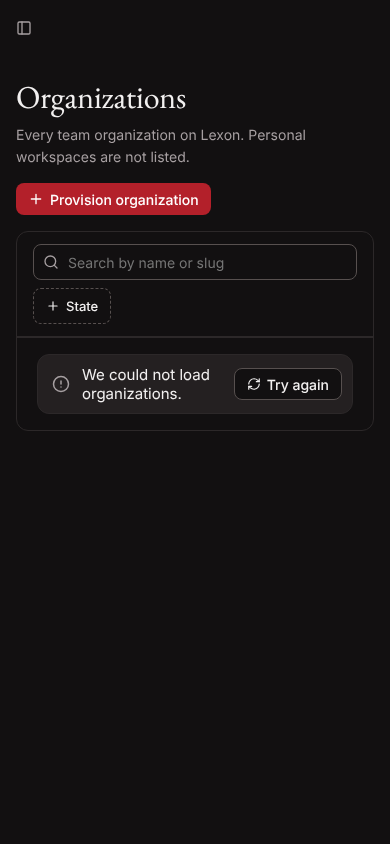 Organizations
Every team organization on Lexon. Personal
workspaces are not listed.
Provision organization
Search by name or slug
State
We could not load
organizations.
Try again